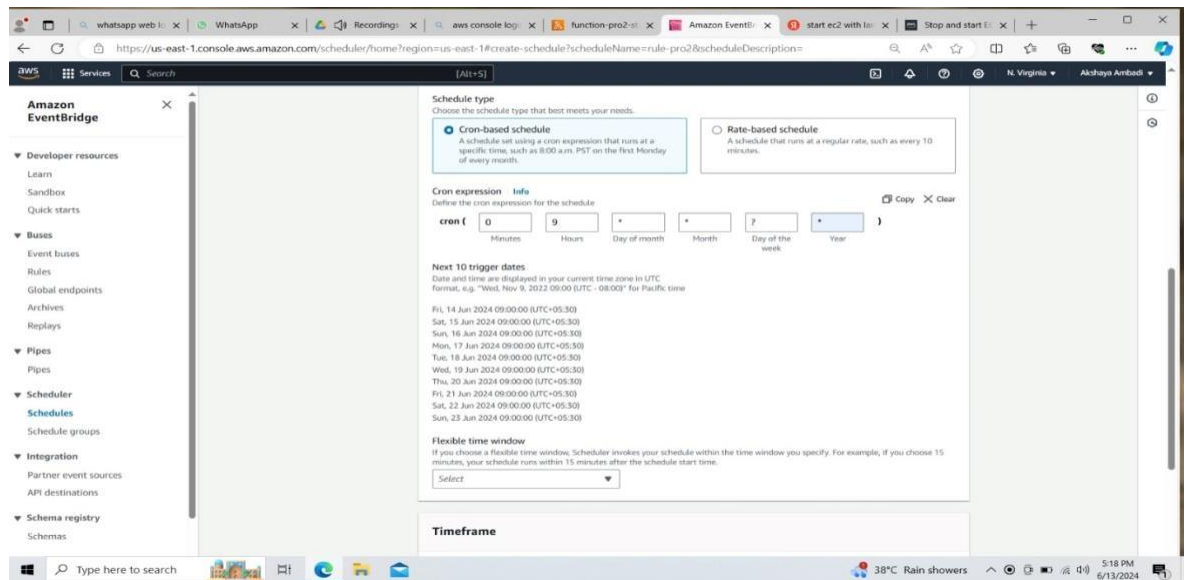 whatsapp web lo
WhatsApp
Recordings
aws console logi
function-pro2-st
Amazon EventBr
start ec2 with la
Stop and start E
https://us-east-1.console.aws.amazon.com/scheduler/home?region=us-east-1#create-schedule?scheduleName=rule-pro2&scheduleDescription=
aws
Services
Search
[Alt+S]
N. Virginia
Akshaya Ambadi
Amazon
EventBridge
Developer resources
Learn
Sandbox
Quick starts
Buses
Event buses
Rules
Global endpoints
Archives
Replays
Pipes
Pipes
Scheduler
Schedules
Schedule groups
Integration
Partner event sources
API destinations
Schema registry
Schemas
Schedule type
Choose the schedule type that best meets your needs.
Cron-based schedule
A schedule set using a cron expression that runs at a
specific time, such as 8:00 a.m. PST on the first Monday
of every month.
Rate-based schedule
A schedule that runs at a regular rate, such as every 10
minutes.
Cron expression Info
Define the cron expression for the schedule
Copy
Clear
cron ( 0 9 * * ? * )
Minutes Hours Day of month Month Day of the Year
week
Next 10 trigger dates
Date and time are displayed in your current time zone in UTC
format, e.g. "Wed, Nov 9, 2022 09:00 (UTC - 08:00)" for Pacific time
Fri, 14 Jun 2024 09:00:00 (UTC+05:30)
Sat, 15 Jun 2024 09:00:00 (UTC+05:30)
Sun, 16 Jun 2024 09:00:00 (UTC+05:30)
Mon, 17 Jun 2024 09:00:00 (UTC+05:30)
Tue, 18 Jun 2024 09:00:00 (UTC+05:30)
Wed, 19 Jun 2024 09:00:00 (UTC+05:30)
Thu, 20 Jun 2024 09:00:00 (UTC+05:30)
Fri, 21 Jun 2024 09:00:00 (UTC+05:30)
Sat, 22 Jun 2024 09:00:00 (UTC+05:30)
Sun, 23 Jun 2024 09:00:00 (UTC+05:30)
Flexible time window
If you choose a flexible time window, Scheduler invokes your schedule within the time window you specify. For example, if you choose 15
minutes, your schedule runs within 15 minutes after the schedule start time.
Select
Timeframe
Type here to search
38°C Rain showers
5:18 PM
6/13/2024